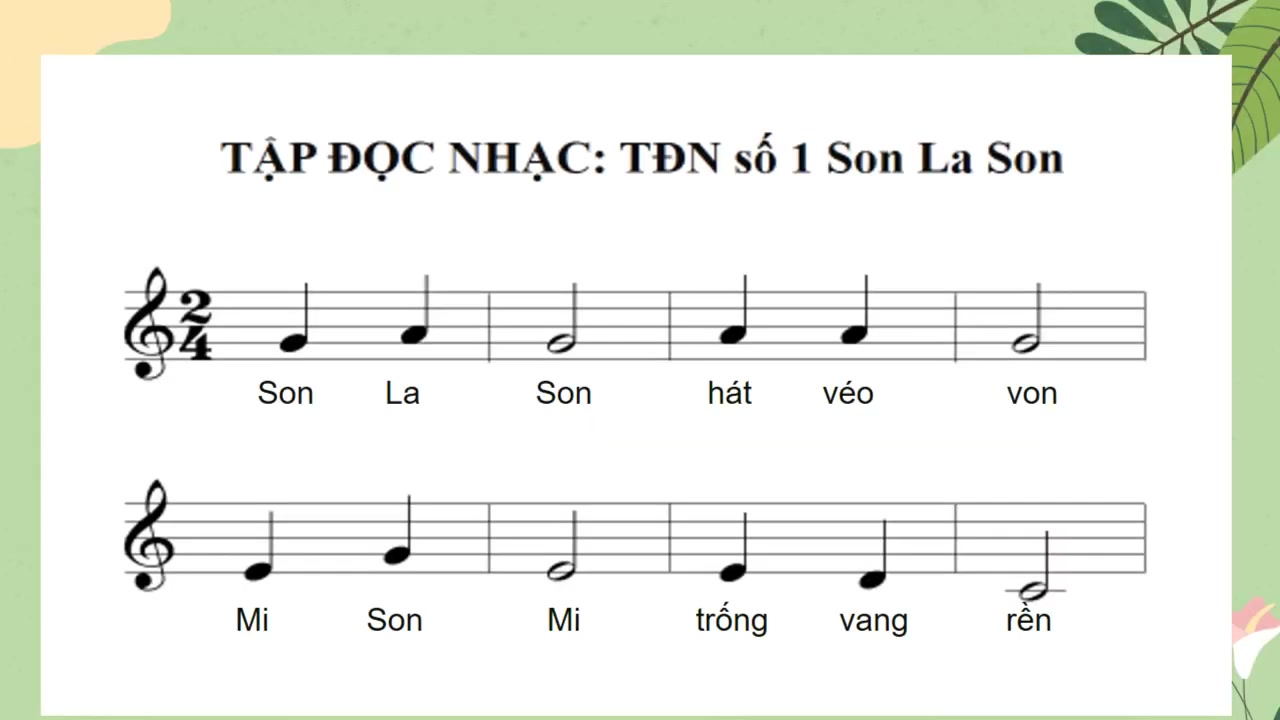 TẬP ĐỌC NHẠC: TĐN số 1 Son La Son
2
4
Son La Son hát véo von
Mi Son Mi trống vang rền